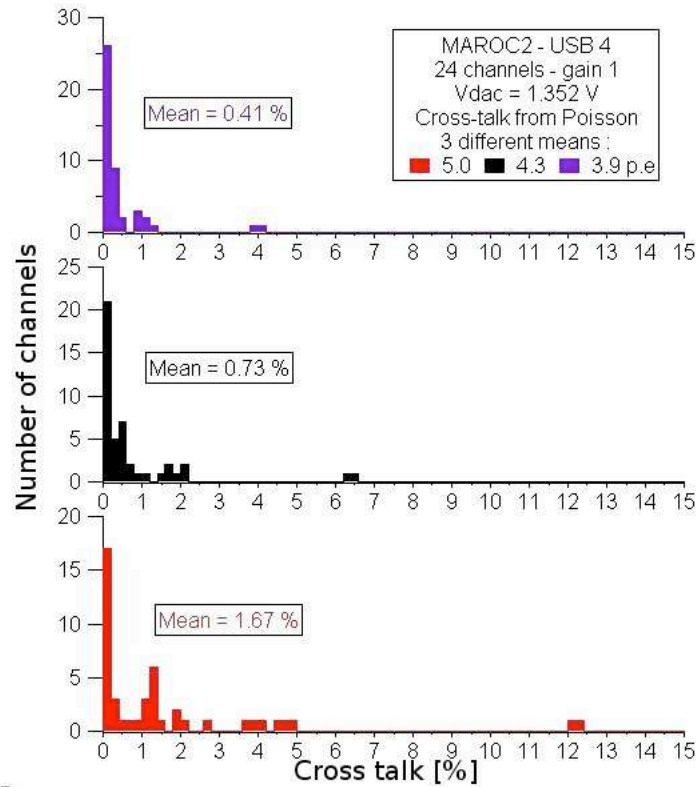 30
20
10
0
0 1 2 3 4 5 6 7 8 9 10 11 12 13 14 15
Mean = 0.41 %
MAROC2 - USB 4
24 channels - gain 1
Vdac = 1.352 V
Cross-talk from Poisson
3 different means :
5.0 4.3 3.9 p.e
Number of channels
25
20
15
10
5
0
0 1 2 3 4 5 6 7 8 9 10 11 12 13 14 15
Mean = 0.73 %
20
15
10
5
0
0 1 2 3 4 5 6 7 8 9 10 11 12 13 14 15
Mean = 1.67 %
Cross talk [%]